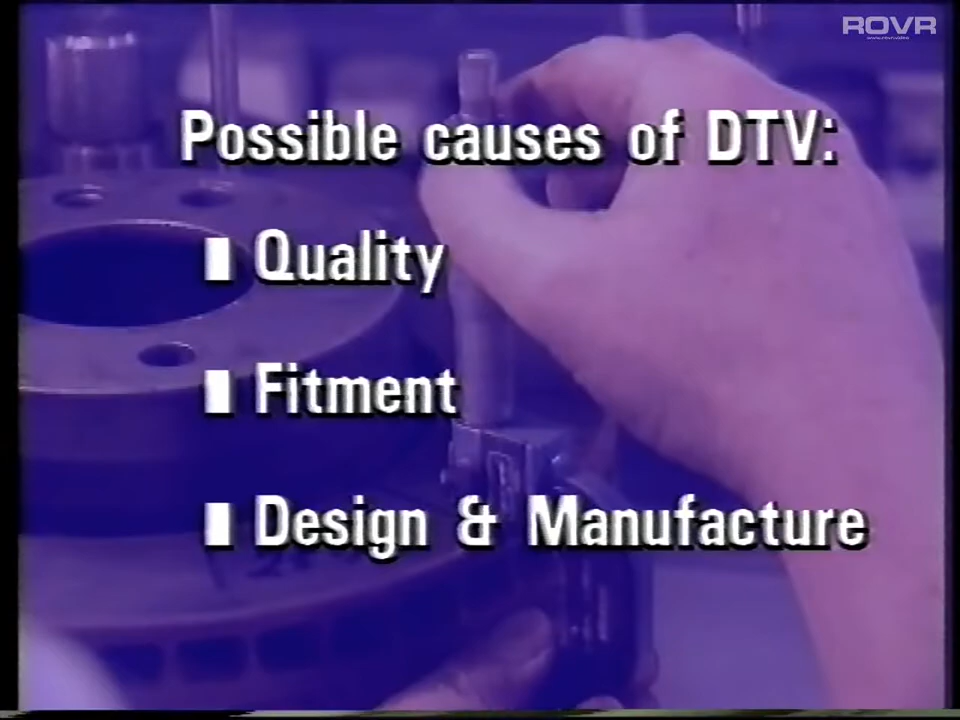 ROVR
Possible causes of DTV:
Quality
Fitment
Design & Manufacture